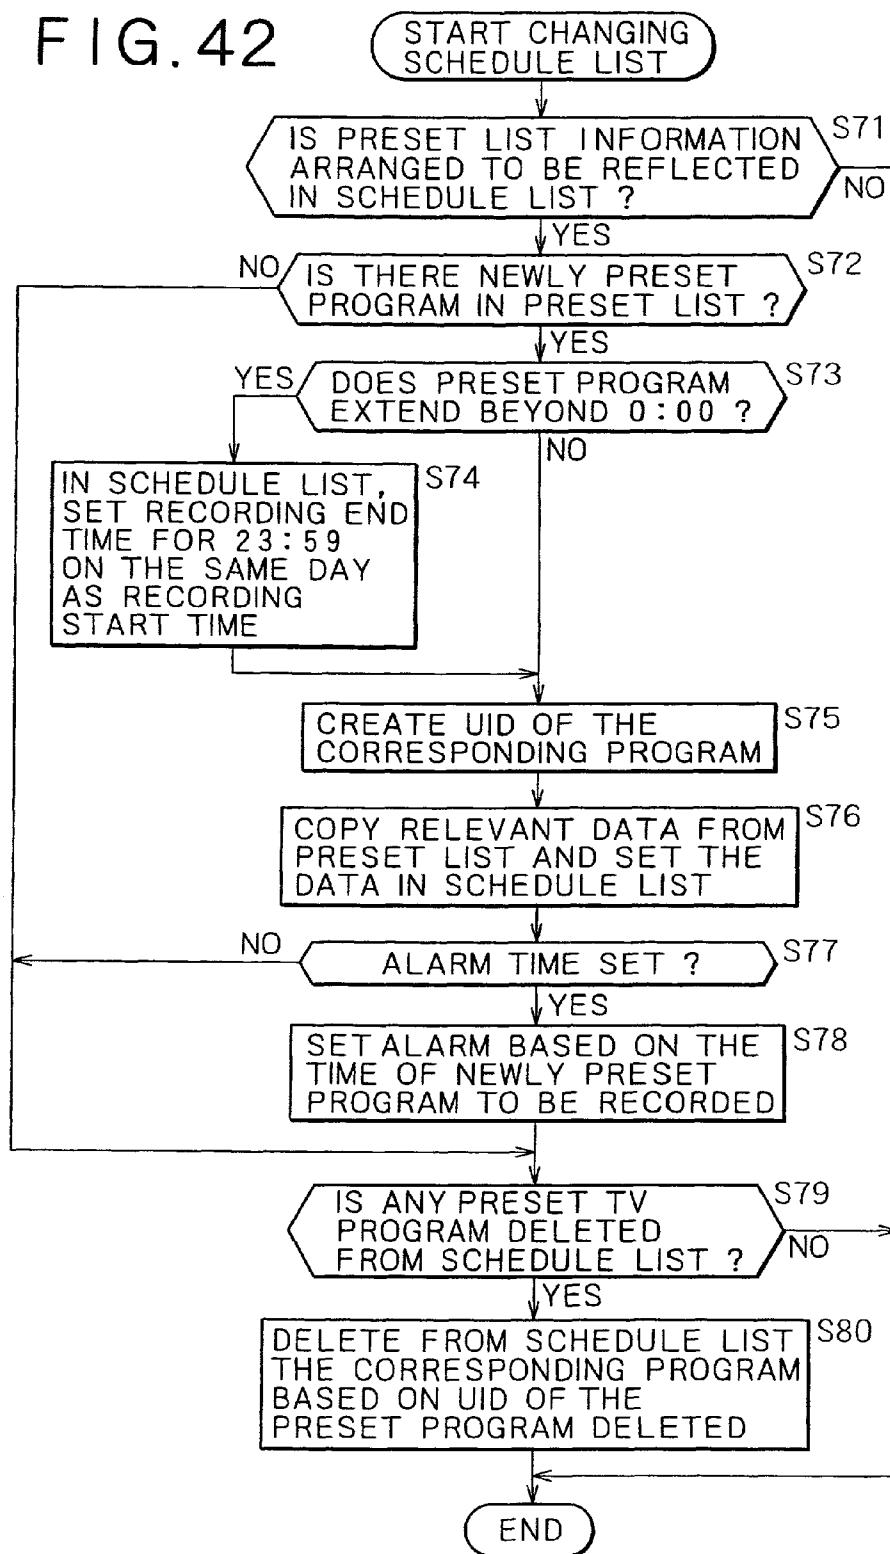 FIG. 42
START CHANGING
SCHEDULE LIST
S71
IS PRESET LIST INFORMATION
ARRANGED TO BE REFLECTED
IN SCHEDULE LIST ?
NO
YES
S72
NO
IS THERE NEWLY PRESET
PROGRAM IN PRESET LIST ?
YES
S73
YES
DOES PRESET PROGRAM
EXTEND BEYOND 0:00 ?
NO
S74
IN SCHEDULE LIST,
SET RECORDING END
TIME FOR 23:59
ON THE SAME DAY
AS RECORDING
START TIME
S75
CREATE UID OF THE
CORRESPONDING PROGRAM
S76
COPY RELEVANT DATA FROM
PRESET LIST AND SET THE
DATA IN SCHEDULE LIST
S77
NO
ALARM TIME SET ?
YES
S78
SET ALARM BASED ON THE
TIME OF NEWLY PRESET
PROGRAM TO BE RECORDED
S79
IS ANY PRESET TV
PROGRAM DELETED
FROM SCHEDULE LIST ?
NO
YES
S80
DELETE FROM SCHEDULE LIST
THE CORRESPONDING PROGRAM
BASED ON UID OF THE
PRESET PROGRAM DELETED
END